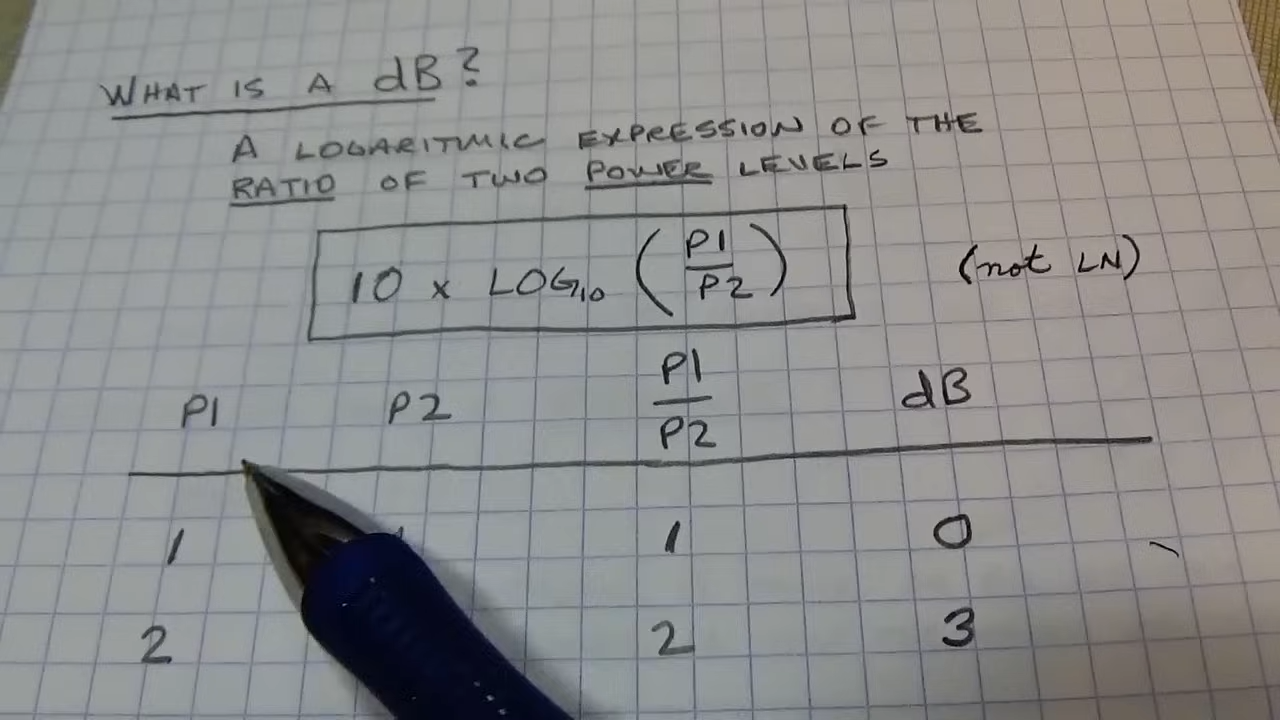 WHAT IS A dB?
A LOGARITMIC EXPRESSION OF THE
RATIO OF TWO POWER LEVELS
10 x LOG10 (P1/P2) (not LN)
P1 P2 P1/P2 dB
1 1 0
2 2 3